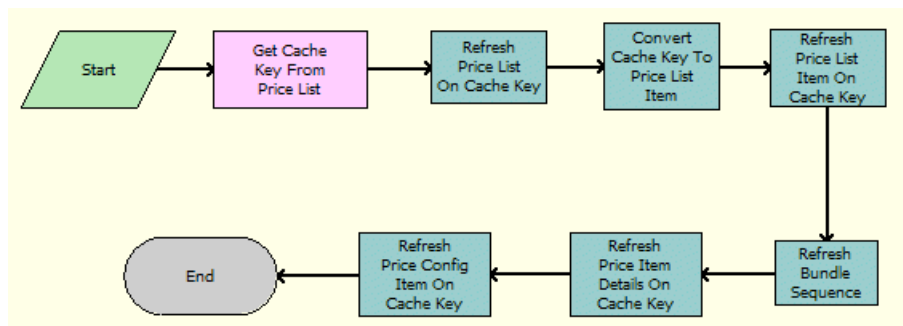 Start
Get Cache
Key From
Price List
Refresh
Price List
On Cache Key
Convert
Cache Key To
Price List
Item
Refresh
Price List
Item On
Cache Key
Refresh
Bundle
Sequence
Refresh
Price Item
Details On
Cache Key
Refresh
Price Config
Item On
Cache Key
End